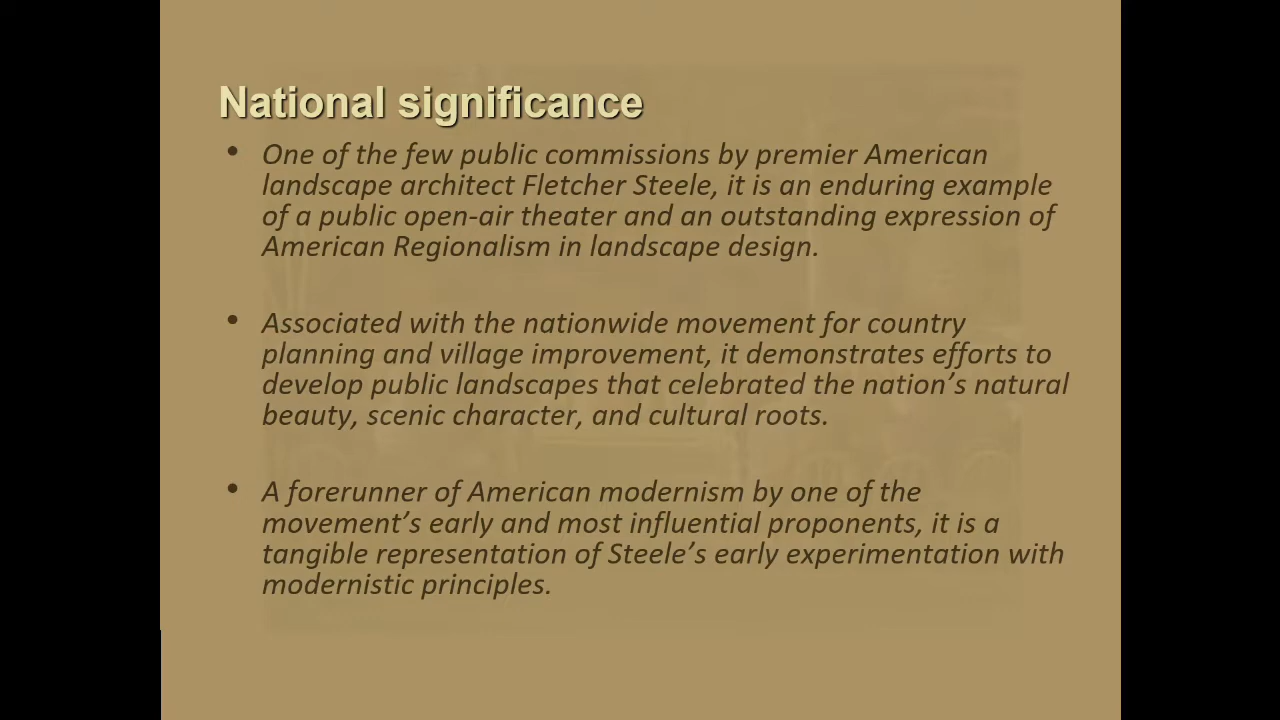 National significance
• One of the few public commissions by premier American
landscape architect Fletcher Steele, it is an enduring example
of a public open-air theater and an outstanding expression of
American Regionalism in landscape design.
• Associated with the nationwide movement for country
planning and village improvement, it demonstrates efforts to
develop public landscapes that celebrated the nation’s natural
beauty, scenic character, and cultural roots.
• A forerunner of American modernism by one of the
movement’s early and most influential proponents, it is a
tangible representation of Steele’s early experimentation with
modernistic principles.